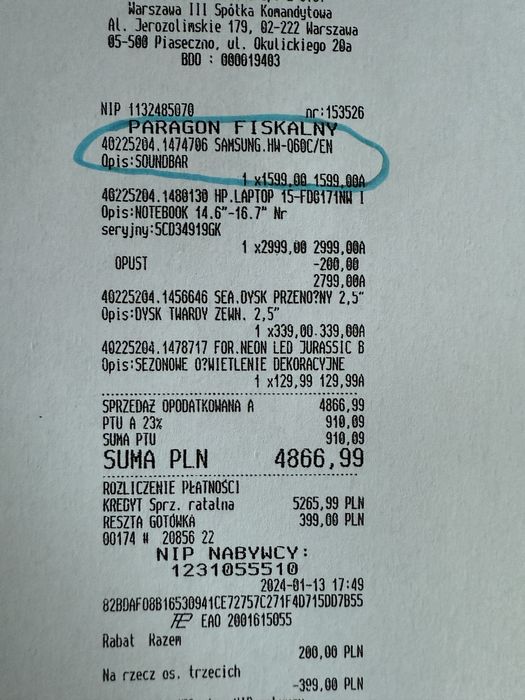 Warszawa III Spółka Komandytowa
Al. Jerozolimskie 179, 02-222 Warszawa
05-500 Piaseczno, ul. Okulickiego 20a
BDO : 000019403
NIP 1132485070 nr:153526
PARAGON FISKALNY
40225204.1474706 SAMSUNG.HW-Q60C/EN
Opis:SOUNDBAR
1 x1599,00 1599,00A
40225204.1480130 HP.LAPTOP 15-FD0171NW I
Opis:NOTEBOOK 14.6"-16.7" Nr
seryjny:5CD34919GK
1 x2999,00 2999,00A
OPUST -200,00
2799,00A
40225204.1456646 SEA.DYSK PRZENO?NY 2,5"
Opis:DYSK TWARDY ZEWN. 2,5"
1 x339,00 339,00A
40225204.1478717 FOR.NEON LED JURASSIC B
Opis:SEZONOWE O?WIETLENIE DEKORACYJNE
1 x129,99 129,99A
SPRZEDAŻ OPODATKOWANA A 4866,99
PTU A 23% 910,09
SUMA PTU 910,09
SUMA PLN 4866,99
ROZLICZENIE PŁATNOŚCI
KREDYT Sprz. ratalna 5265,99 PLN
RESZTA GOTÓWKA 399,00 PLN
00174 # 20856 22
NIP NABYWCY:
1231055510
2024-01-13 17:49
82BDAF08B16530941CE72757C271F4D715DD7B55
EAO 2001615055
Rabat Razem
200,00 PLN
Na rzecz os. trzecich
-399,00 PLN